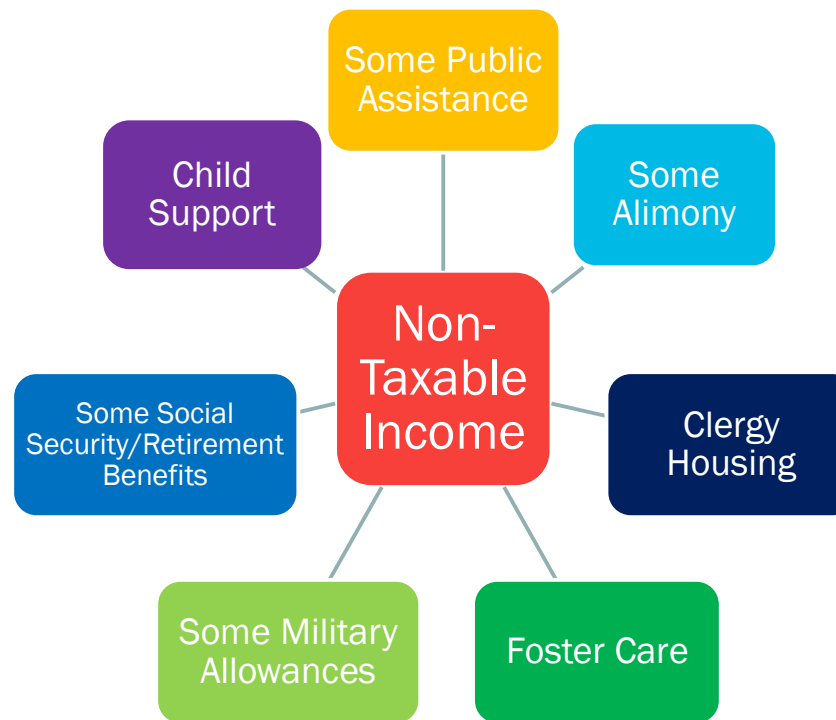 Some Public
Assistance
Child
Support
Some
Alimony
Non-
Taxable
Income
Some Social
Security/Retirement
Benefits
Clergy
Housing
Some Military
Allowances
Foster Care